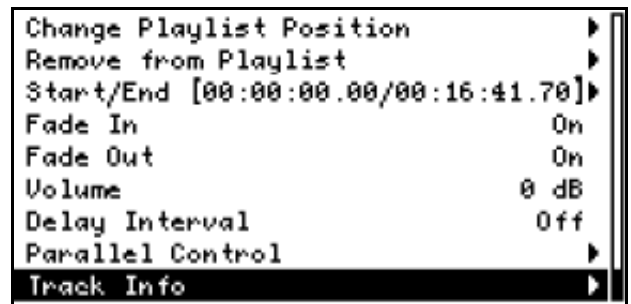 Change Playlist Position
Remove from Playlist
Start/End [00:00:00.00/00:16:41.70]
Fade In On
Fade Out On
Volume 0 dB
Delay Interval Off
Parallel Control
Track Info